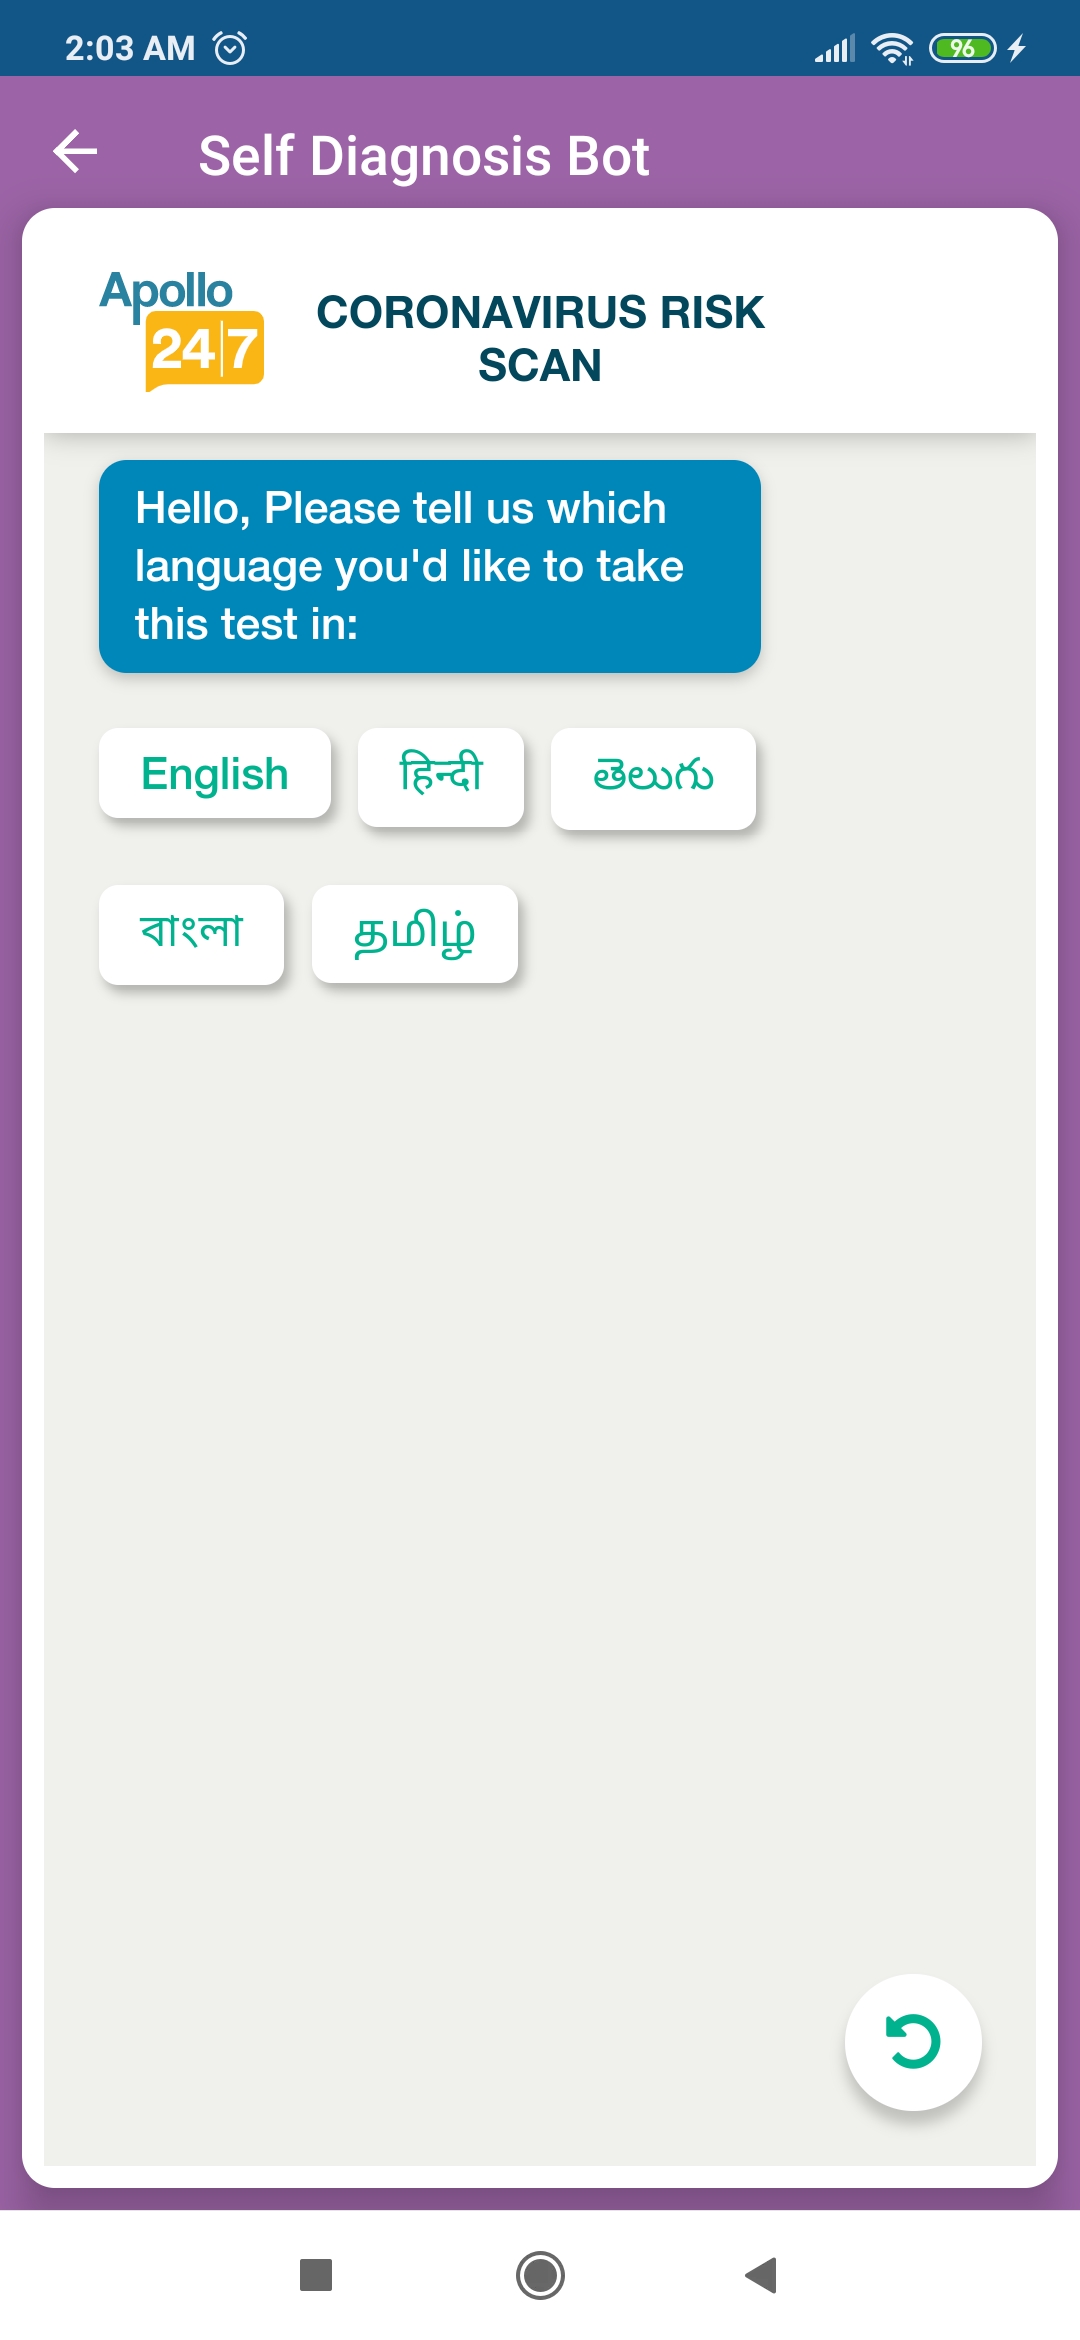 2:03 AM
96
Self Diagnosis Bot
Apollo
24|7
CORONAVIRUS RISK
SCAN
Hello, Please tell us which
language you'd like to take
this test in:
English हिन्दी తెలుగు
বাংলা தமிழ்